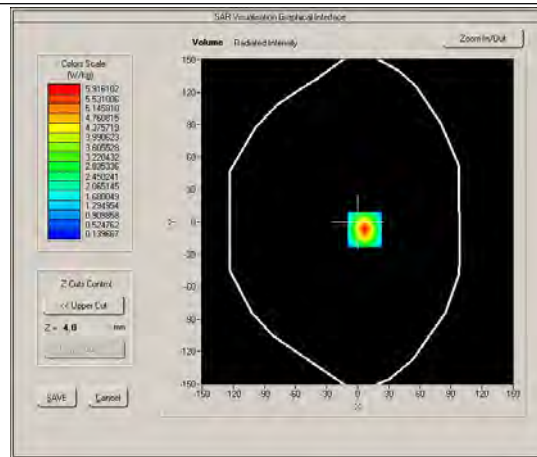 SAR Visualisation Graphical Interface
Volume Radiated Intensity
Zoom In/Out
Colors Scale
(W/kg)
5.916102
5.531006
5.145910
4.760815
4.375719
3.990623
3.605528
3.220432
2.835336
2.450241
2.065145
1.680049
1.294954
0.909858
0.524762
0.139667
150
120
90
60
30
0
-30
-60
-90
-120
-150
Y
-150 -120 -90 -60 -30 0 30 60 90 120 150
X
Z Cuts Control
<< Upper Cut
Z = 4.0 mm
SAVE Cancel